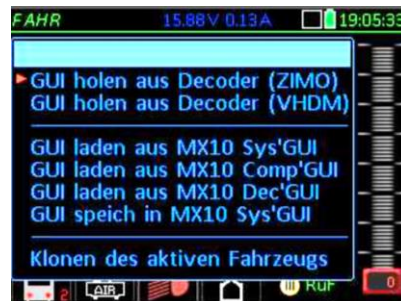 FAHR 15.88V 0.13A 19:05:33
GUI holen aus Decoder (ZIMO)
GUI holen aus Decoder (VHDM)
GUI laden aus MX10 Sys'GUI
GUI laden aus MX10 Comp'GUI
GUI laden aus MX10 Dec'GUI
GUI speich in MX10 Sys'GUI
Klonen des aktiven Fahrzeugs
2 AIR Ruf 0